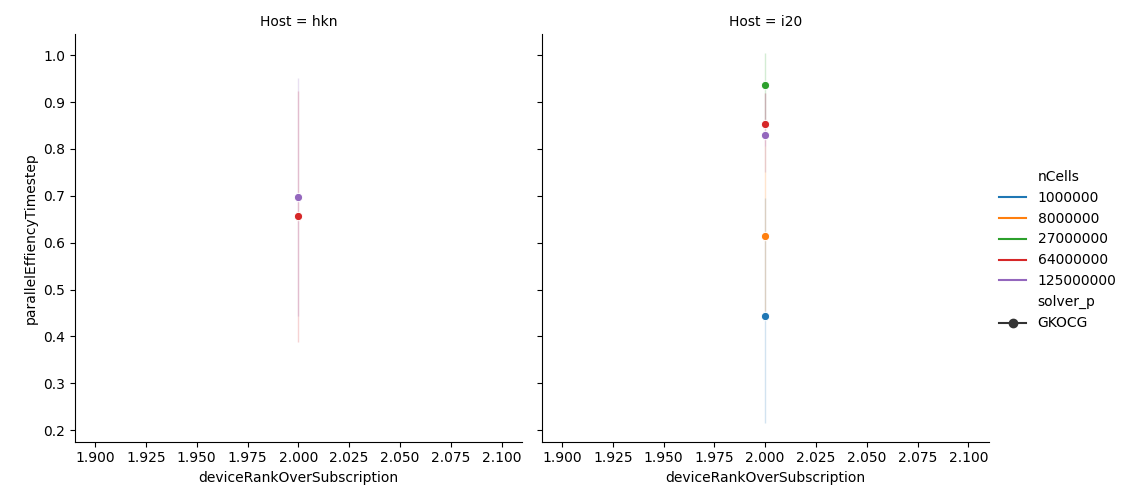 Host = hkn
Host = i20
parallelEffiencyTimestep
1.0
0.9
0.8
0.7
0.6
0.5
0.4
0.3
0.2
1.900 1.925 1.950 1.975 2.000 2.025 2.050 2.075 2.100
1.900 1.925 1.950 1.975 2.000 2.025 2.050 2.075 2.100
deviceRankOverSubscription
deviceRankOverSubscription
nCells
1000000
8000000
27000000
64000000
125000000
solver_p
GKOCG